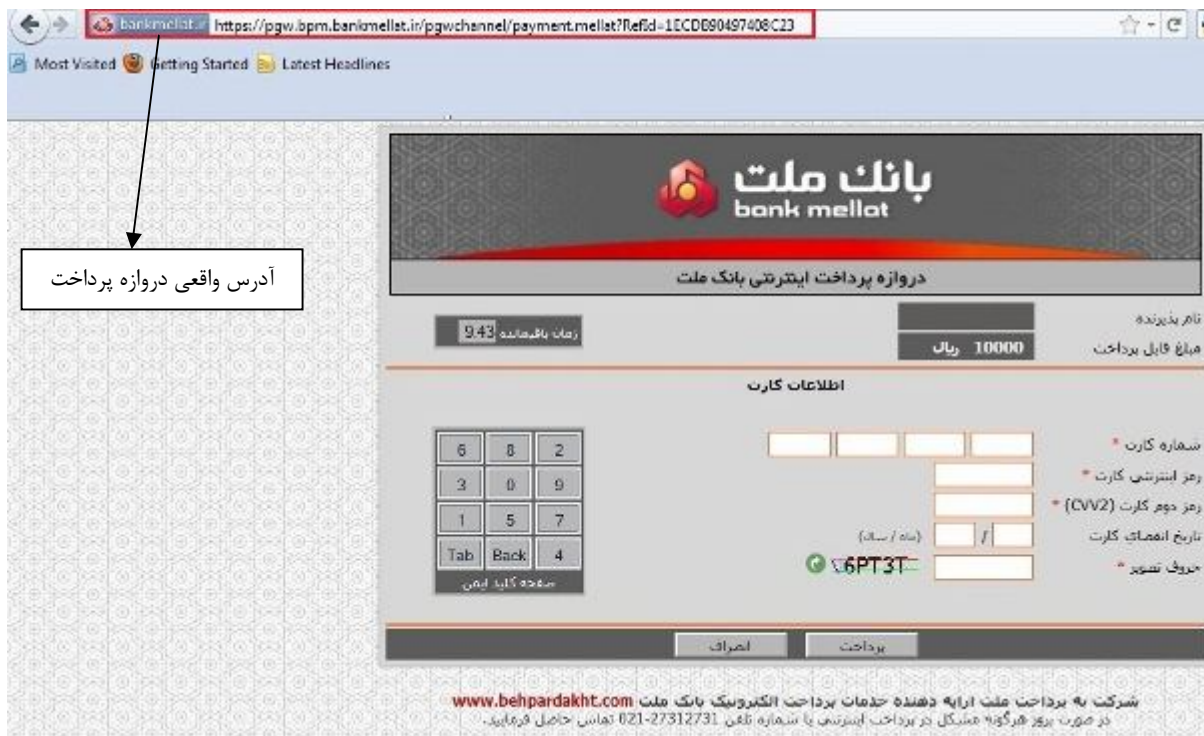 bankmellat.ir https://pgw.bpm.bankmellat.ir/pgwchannel/payment.mellat?RefId=1ECDB90497408C23
Most Visited Getting Started Latest Headlines
بانك ملت
bank mellat
دروازه پرداخت اینترنتی بانک ملت
آدرس واقعی دروازه پرداخت
نام پذیرنده
زمان باقیمانده 9.43
مبلغ قابل پرداخت 10000 ریال
اطلاعات کارت
شماره کارت *
رمز اینترنتی کارت *
رمز دوم کارت (CVV2) *
تاریخ انقضای کارت / (ماه / سال)
حروف تصویر * 6PT3T
6 8 2
3 0 9
1 5 7
Tab Back 4
صفحه کلید ایمن
پرداخت انصراف
شرکت به پرداخت ملت ارایه دهنده خدمات پرداخت الکترونیک بانک ملت www.behpardakht.com
در صورت بروز هرگونه مشکل در پرداخت اینترنتی با شماره تلفن 27312731-021 تماس حاصل فرمایید.